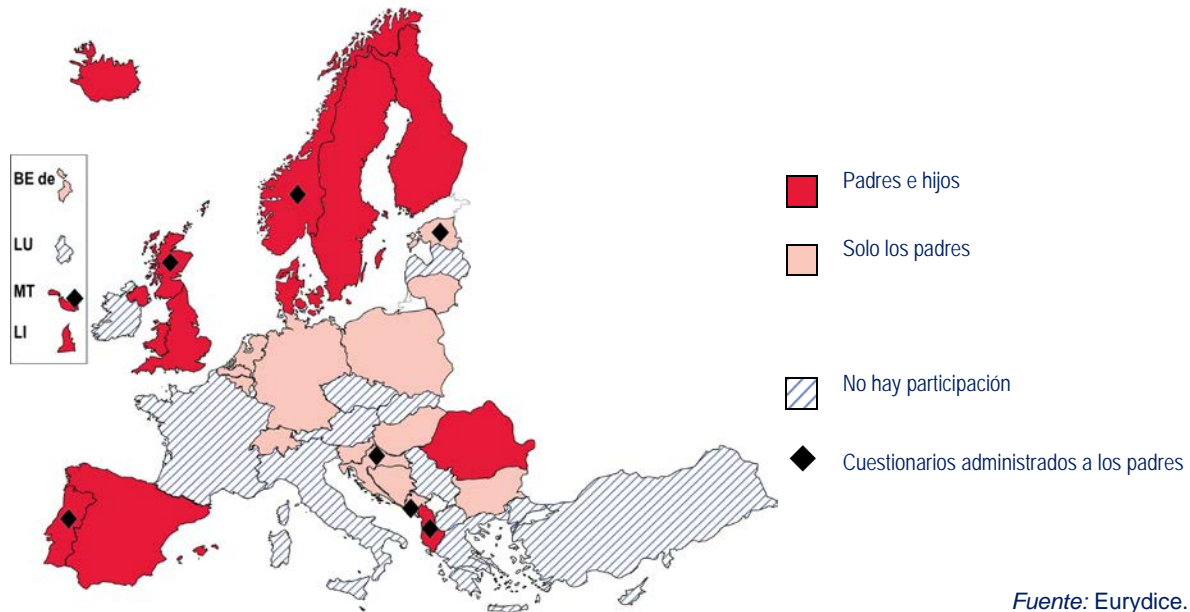 BE de
LU
MT
LI
Padres e hijos
Solo los padres
No hay participación
Cuestionarios administrados a los padres
Fuente: Eurydice.